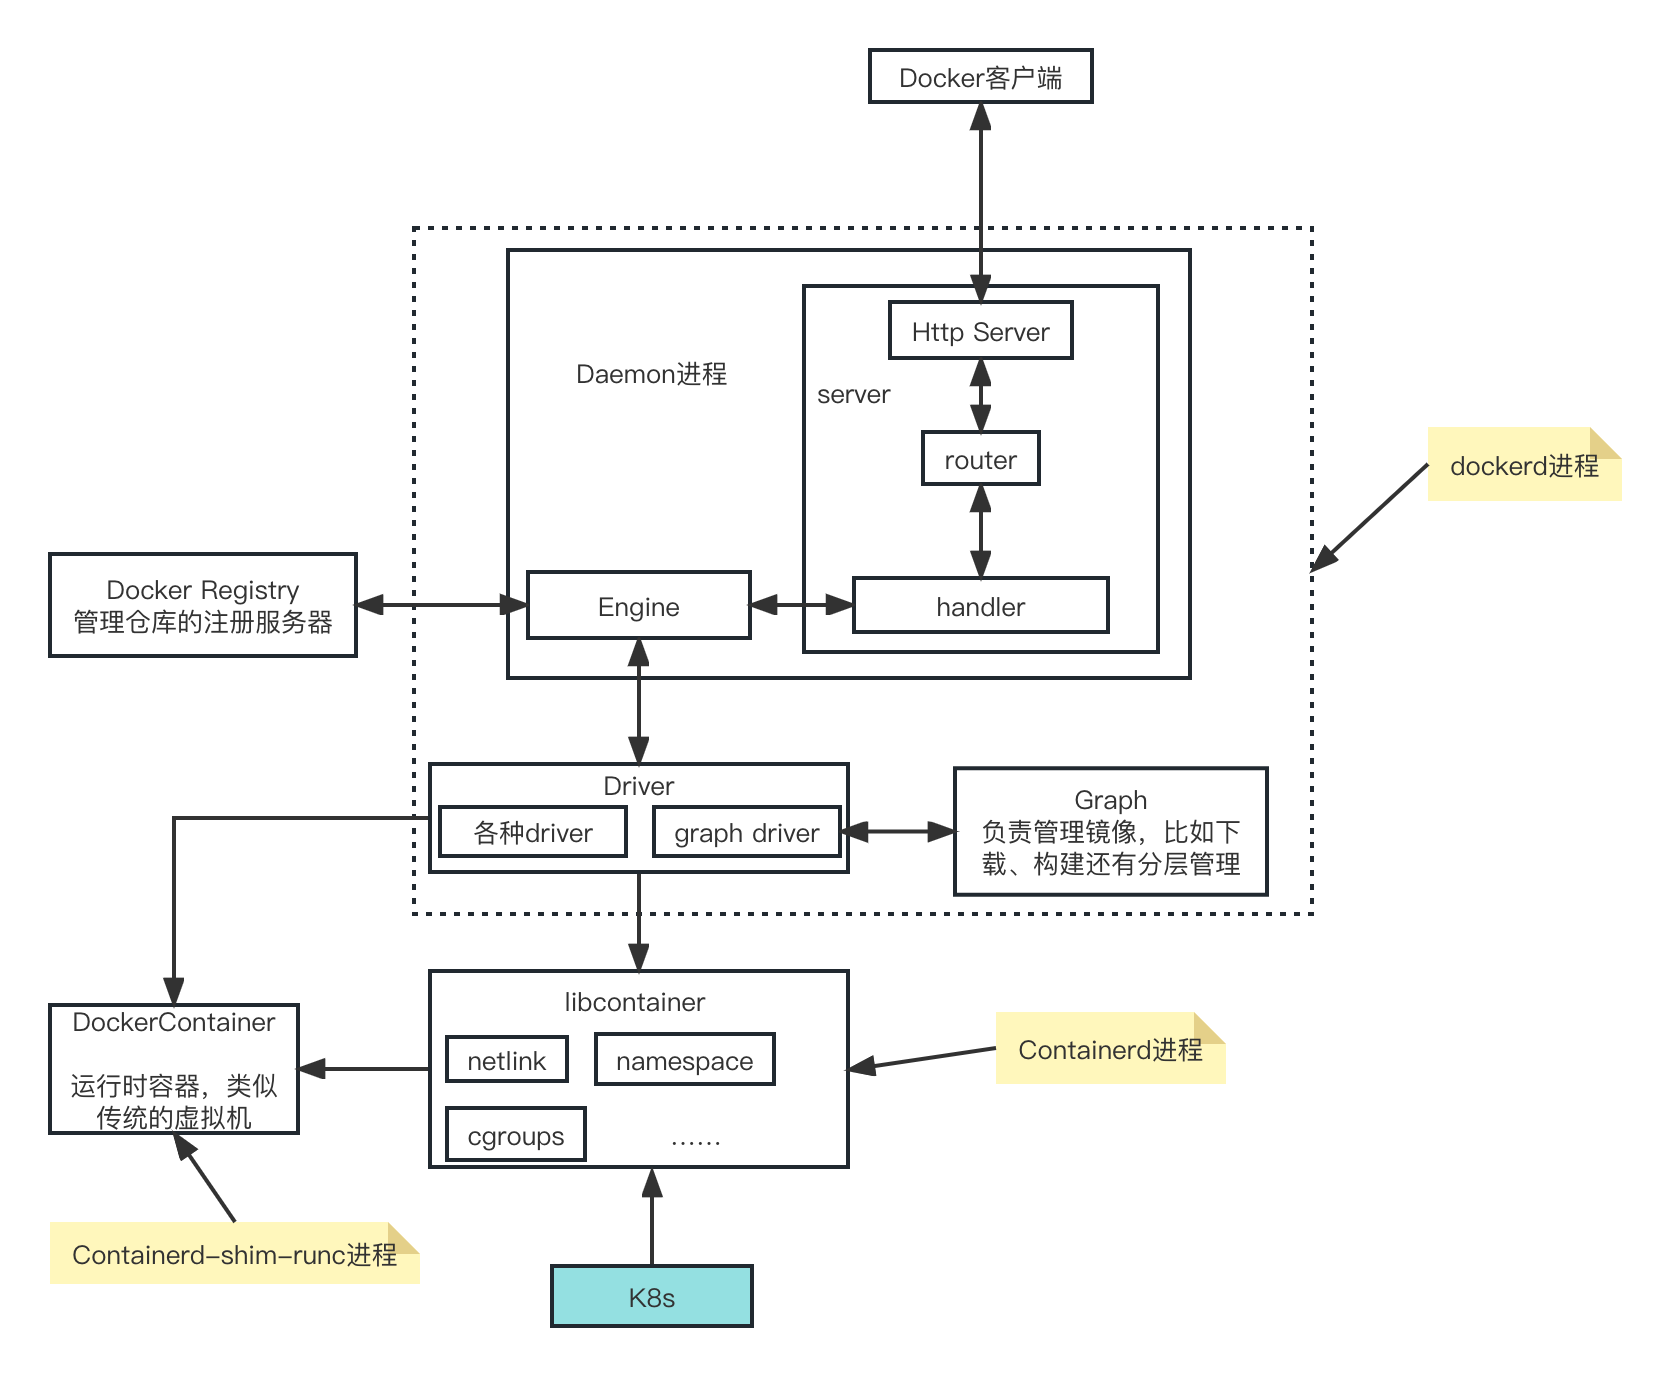 Docker客户端
Http Server
Daemon进程
server
router
dockerd进程
Docker Registry
管理仓库的注册服务器
Engine
handler
Driver
各种driver
graph driver
Graph
负责管理镜像，比如下
载、构建还有分层管理
libcontainer
DockerContainer
运行时容器，类似
传统的虚拟机
netlink
namespace
Containerd进程
cgroups
......
Containerd-shim-runc进程
K8s